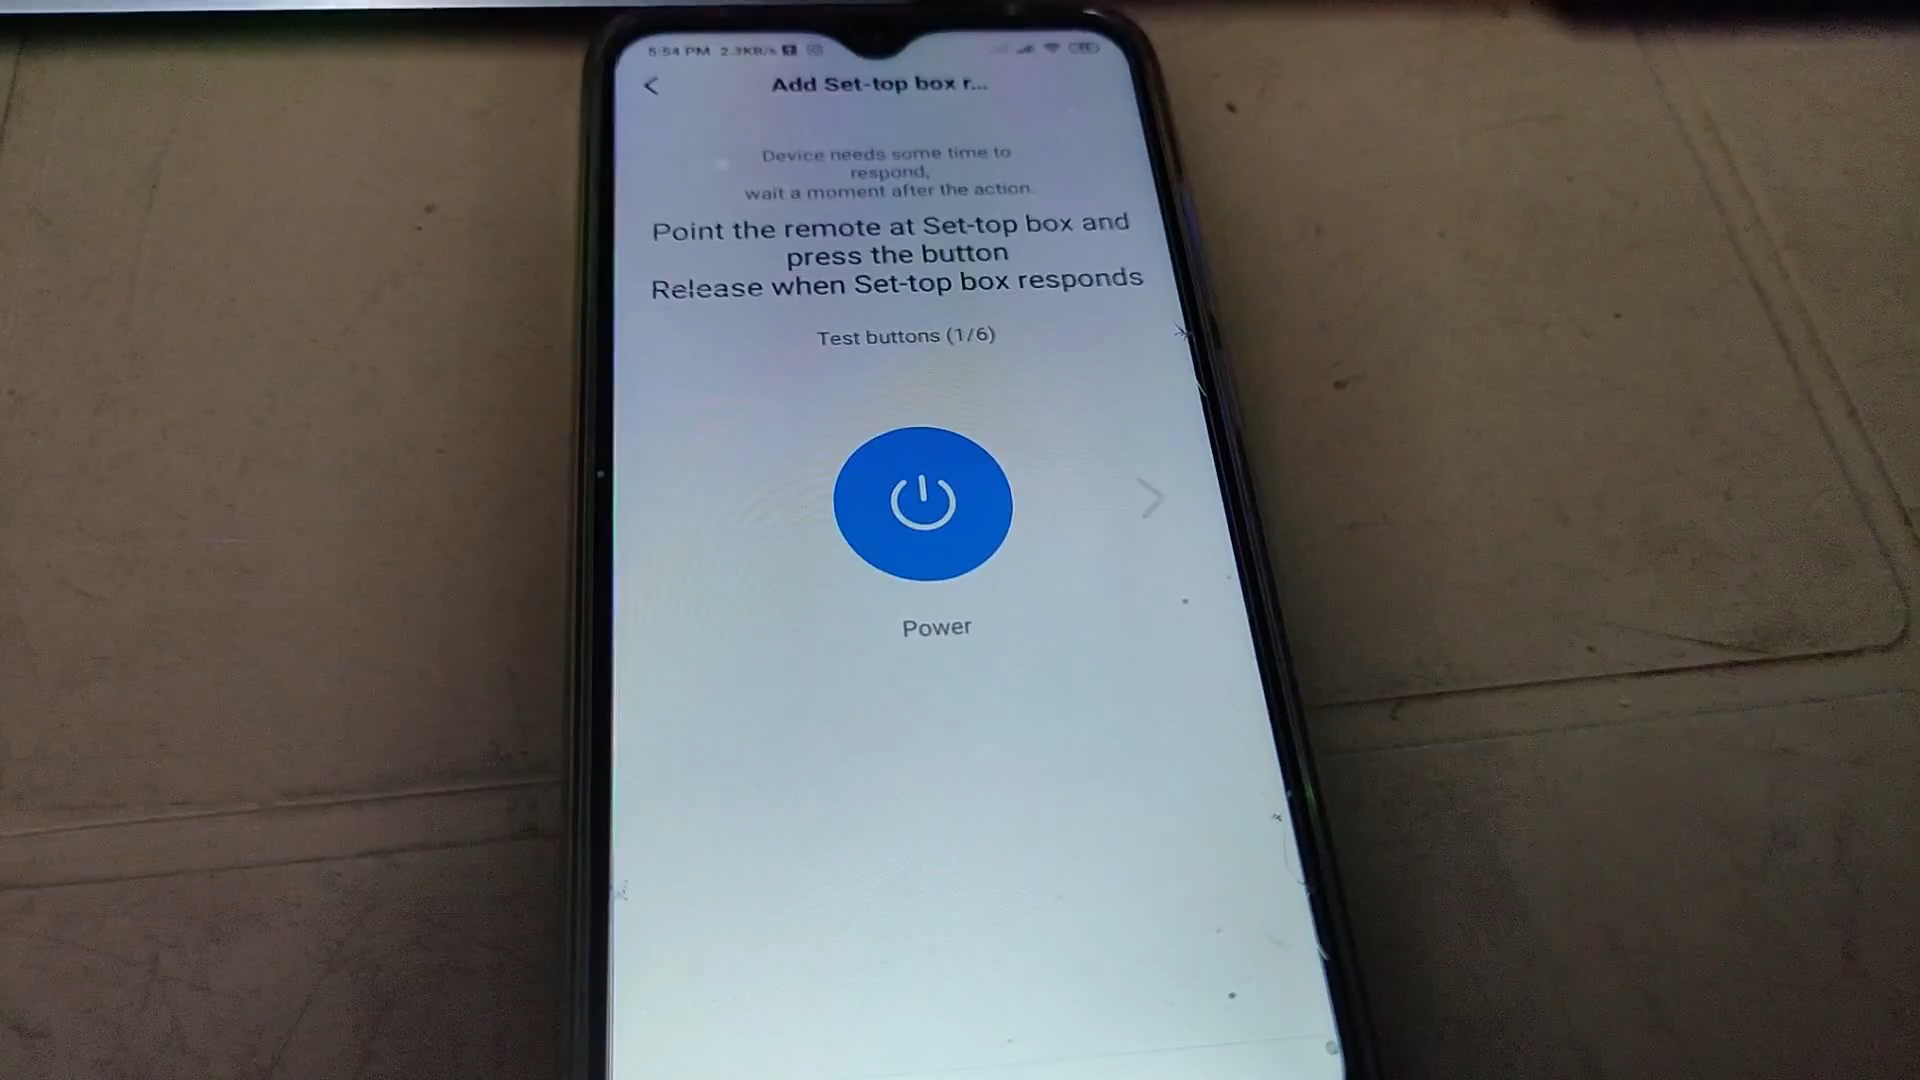 5:54 PM 2.3KB/s
Add Set-top box r...
Device needs some time to
respond,
wait a moment after the action.
Point the remote at Set-top box and
press the button
Release when Set-top box responds
Test buttons (1/6)
Power